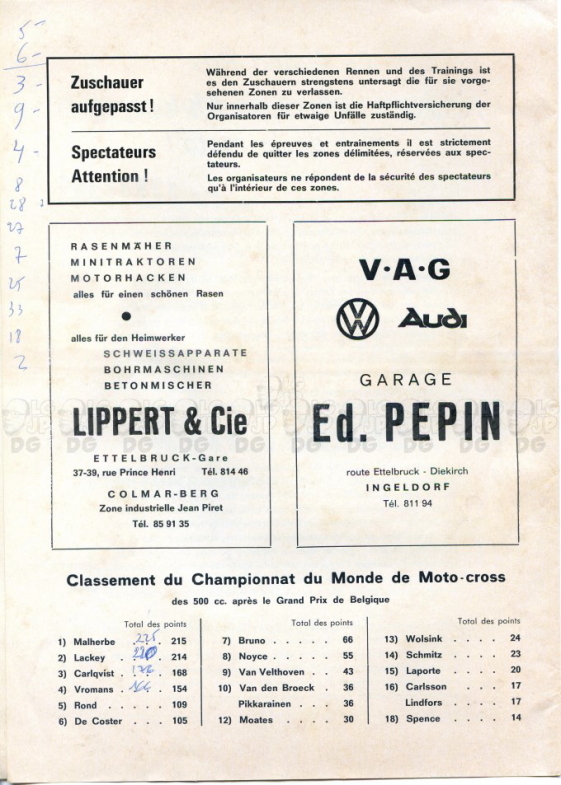 5-
6-
3-
9-
4-
8
28
27
7
25
33
18
2
Zuschauer
aufgepasst !
Während der verschiedenen Rennen und des Trainings ist
es den Zuschauern strengstens untersagt die für sie vorge-
sehenen Zonen zu verlassen.
Nur innerhalb dieser Zonen ist die Haftpflichtversicherung der
Organisatoren für etwaige Unfälle zuständig.
Spectateurs
Attention !
Pendant les épreuves et entrainements il est strictement
défendu de quitter les zones délimitées, réservées aux spec-
tateurs.
Les organisateurs ne répondent de la sécurité des spectateurs
qu'à l'intérieur de ces zones.
RASENMÄHER
MINITRAKTOREN
MOTORHACKEN
alles für einen schönen Rasen
alles für den Heimwerker
SCHWEISSAPPARATE
BOHRMASCHINEN
BETONMISCHER
LIPPERT & Cie
ETTELBRUCK-Gare
37-39, rue Prince Henri Tél. 814 46
COLMAR-BERG
Zone industrielle Jean Piret
Tél. 85 91 35
V·A·G
Audi
GARAGE
Ed. PEPIN
route Ettelbruck - Diekirch
INGELDORF
Tél. 811 94
Classement du Championnat du Monde de Moto-cross
des 500 cc. après le Grand Prix de Belgique
Total des points
1) Malherbe . 225 . 215
2) Lackey . 220 . 214
3) Carlqvist . . 168
4) Vromans . 166 . 154
5) Rond . . . . 109
6) De Coster . . . 105
Total des points
7) Bruno . . . . . 66
8) Noyce . . . . . 55
9) Van Velthoven . . 43
10) Van den Broeck . 36
Pikkarainen . . . 36
12) Moates . . . . 30
Total des points
13) Wolsink . . . . 24
14) Schmitz . . . . 23
15) Laporte . . . . 20
16) Carlsson . . . . 17
Lindfors . . . . 17
18) Spence . . . . 14